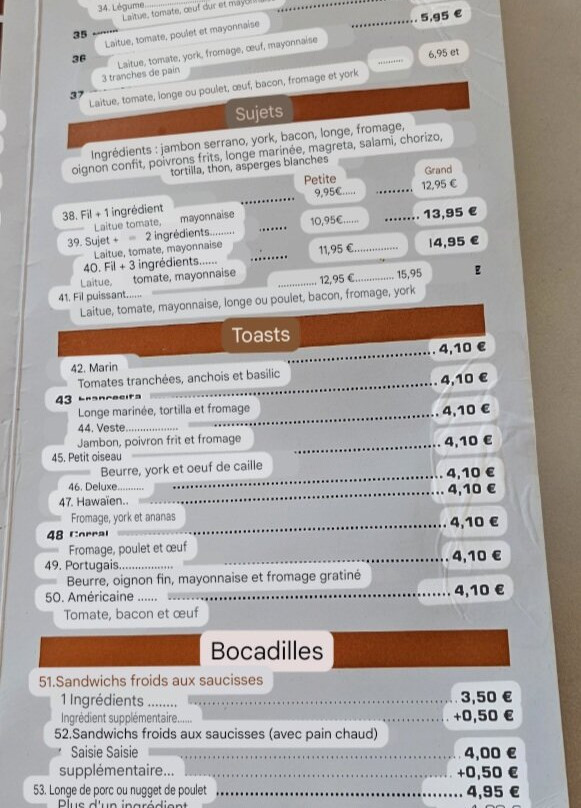 34. Légume...
Laitue, tomate, œuf dur et mayonnaise
35
Laitue, tomate, poulet et mayonnaise 5,95 €
36
Laitue, tomate, york, fromage, œuf, mayonnaise
3 tranches de pain .......... 6,95 et
37
Laitue, tomate, longe ou poulet, œuf, bacon, fromage et york
Sujets
Ingrédients : jambon serrano, york, bacon, longe, fromage,
oignon confit, poivrons frits, longe marinée, magreta, salami, chorizo,
tortilla, thon, asperges blanches
Petite Grand
38. Fil + 1 ingrédient 9,95€..... 12,95 €
Laitue tomate, mayonnaise
39. Sujet + 2 ingrédients......... 10,95€...... 13,95 €
Laitue, tomate, mayonnaise
40. Fil + 3 ingrédients...... 11,95 €.............. 14,95 €
Laitue, tomate, mayonnaise
41. Fil puissant...... 12,95 €............. 15,95
Laitue, tomate, mayonnaise, longe ou poulet, bacon, fromage, york
Toasts
42. Marin 4,10 €
Tomates tranchées, anchois et basilic
43 4,10 €
Longe marinée, tortilla et fromage
44. Veste.................. 4,10 €
Jambon, poivron frit et fromage
45. Petit oiseau 4,10 €
Beurre, york et oeuf de caille
46. Deluxe.......... 4,10 €
47. Hawaïen.. 4,10 €
Fromage, york et ananas
48 4,10 €
Fromage, poulet et œuf
49. Portugais.................. 4,10 €
Beurre, oignon fin, mayonnaise et fromage gratiné
50. Américaine ...... 4,10 €
Tomate, bacon et œuf
Bocadilles
51.Sandwichs froids aux saucisses
1 Ingrédients ........ 3,50 €
Ingrédient supplémentaire...... +0,50 €
52.Sandwichs froids aux saucisses (avec pain chaud)
Saisie Saisie 4,00 €
supplémentaire... +0,50 €
53. Longe de porc ou nugget de poulet 4,95 €
Plus d'un ingrédient